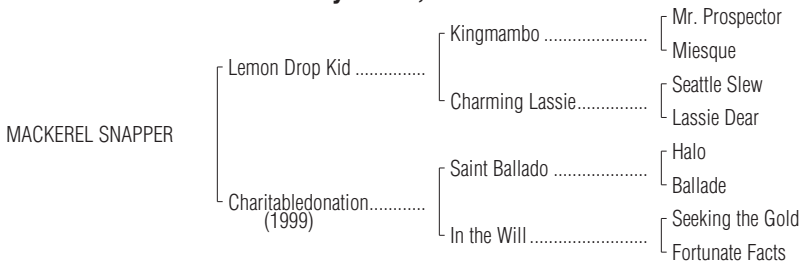 Mr. Prospector
Kingmambo ......................
Miesque
Lemon Drop Kid ...............
Seattle Slew
Charming Lassie...............
Lassie Dear
MACKEREL SNAPPER
Halo
Saint Ballado ....................
Ballade
Charitabledonation............
(1999)
Seeking the Gold
In the Will .........................
Fortunate Facts